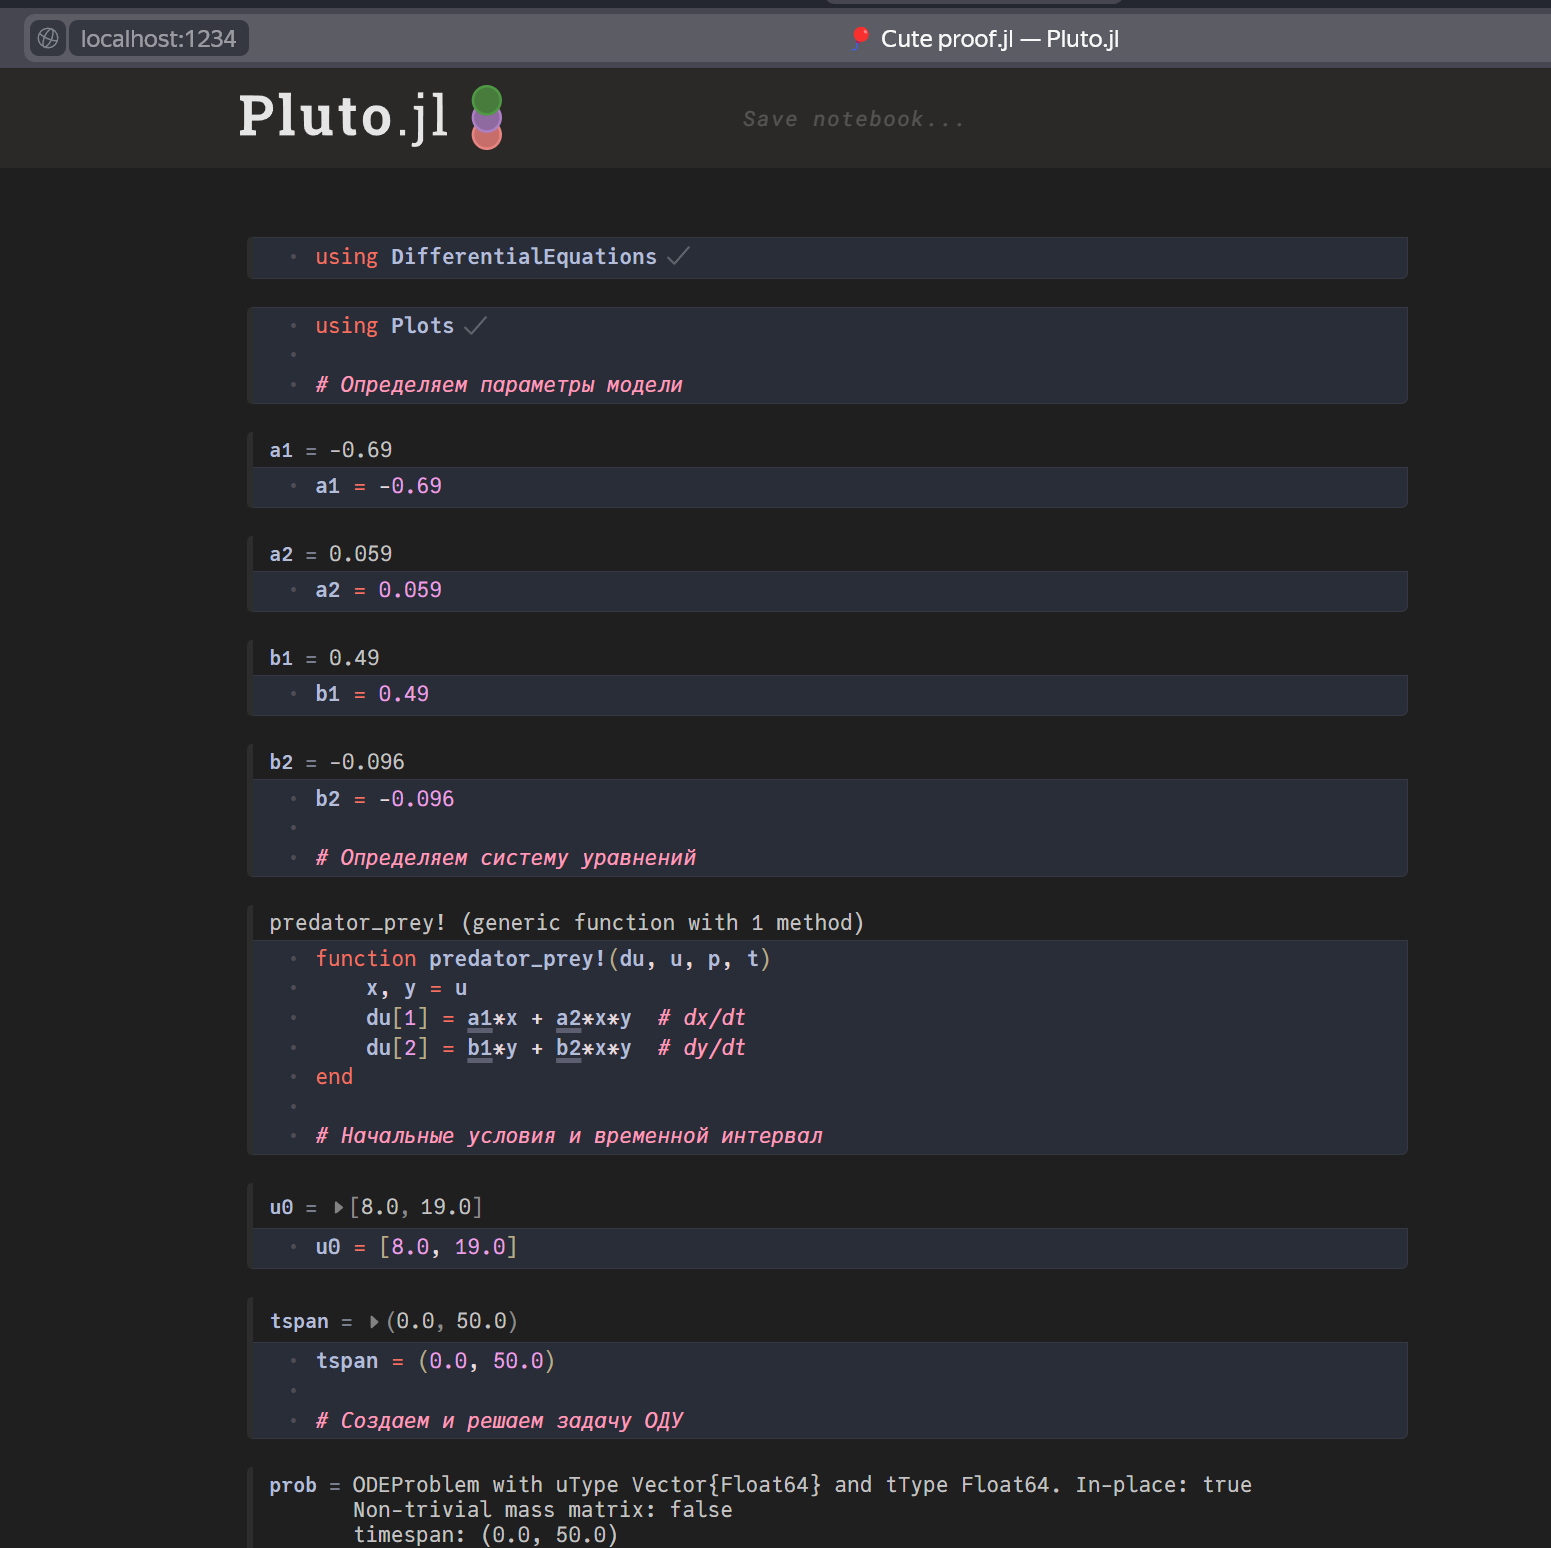 localhost:1234
Cute proof.jl — Pluto.jl
Pluto.jl
Save notebook...
using DifferentialEquations
using Plots
# Определяем параметры модели
a1 = -0.69
a1 = -0.69
a2 = 0.059
a2 = 0.059
b1 = 0.49
b1 = 0.49
b2 = -0.096
b2 = -0.096
# Определяем систему уравнений
predator_prey! (generic function with 1 method)
function predator_prey!(du, u, p, t)
x, y = u
du[1] = a1*x + a2*x*y # dx/dt
du[2] = b1*y + b2*x*y # dy/dt
end
# Начальные условия и временной интервал
u0 = [8.0, 19.0]
u0 = [8.0, 19.0]
tspan = (0.0, 50.0)
tspan = (0.0, 50.0)
# Создаем и решаем задачу ОДУ
prob = ODEProblem with uType Vector{Float64} and tType Float64. In-place: true
Non-trivial mass matrix: false
timespan: (0.0, 50.0)